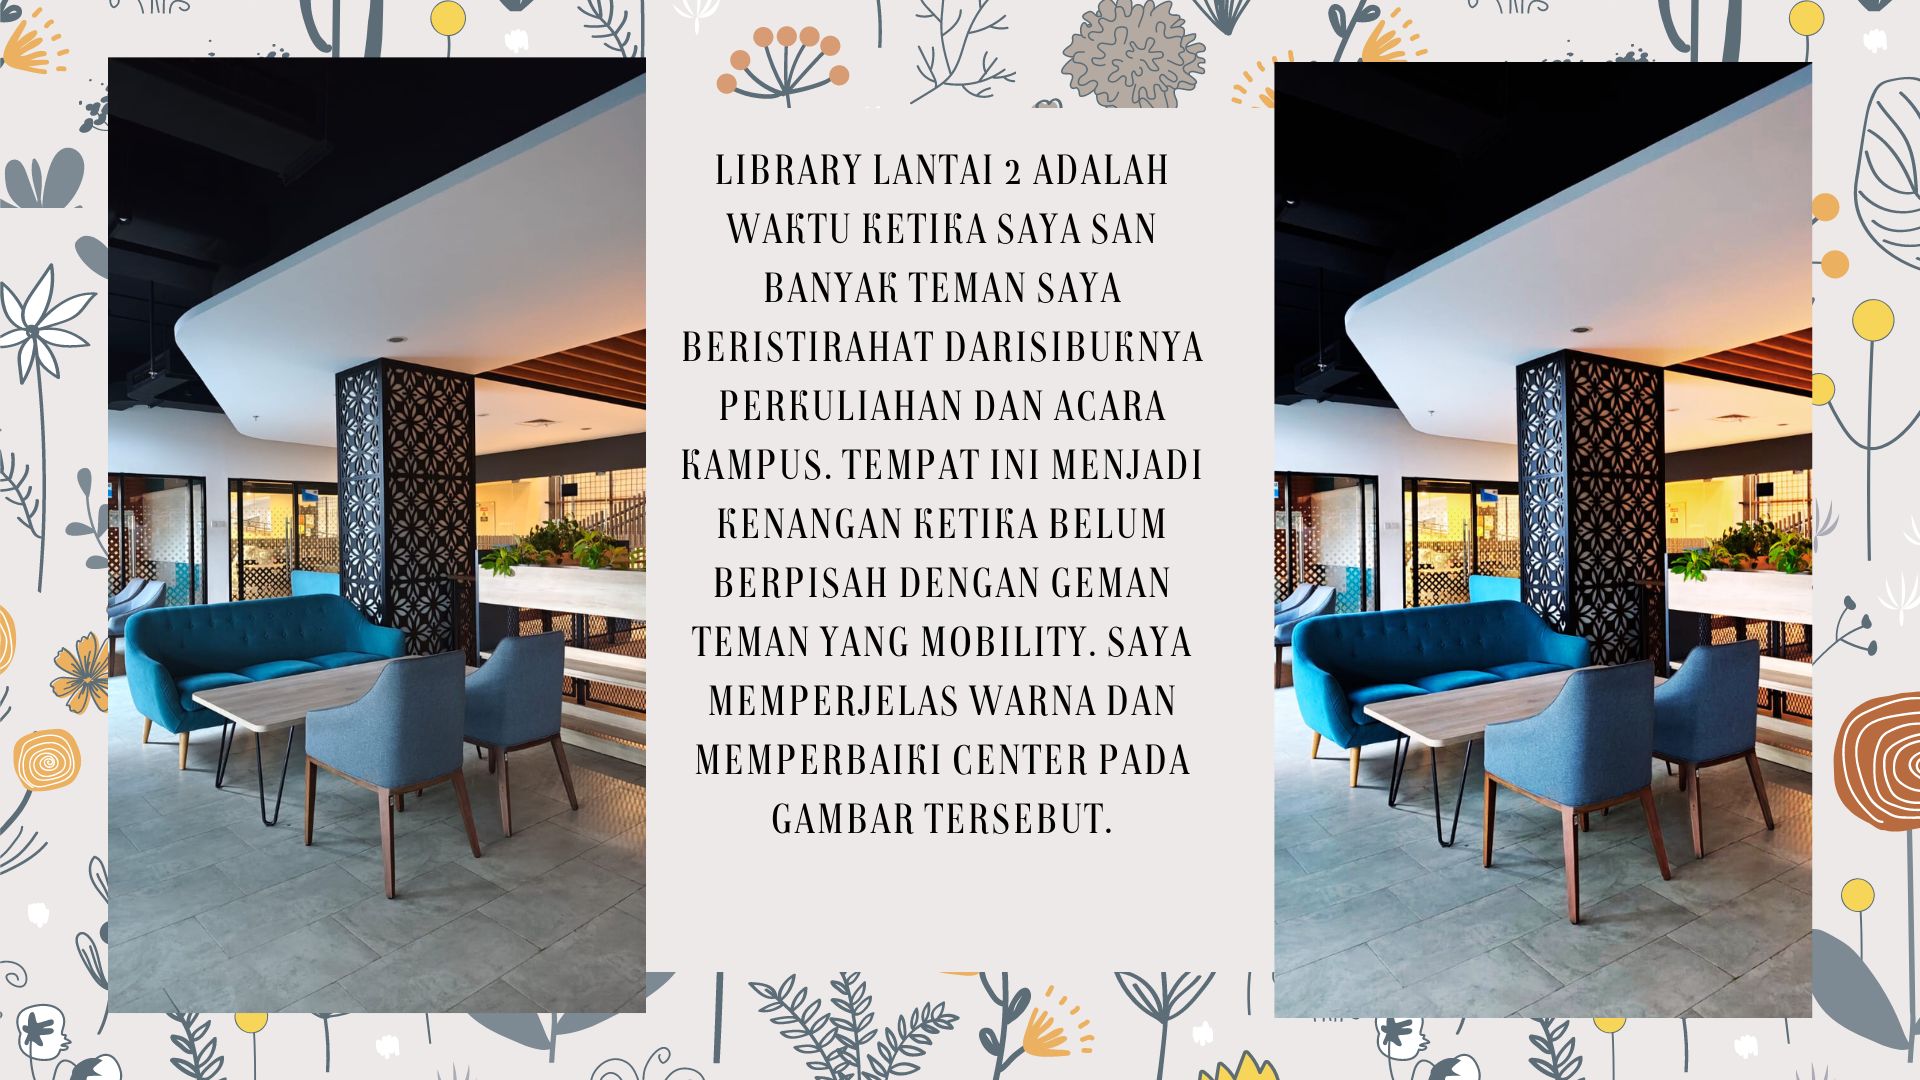 LIBRARY LANTAI 2 ADALAH
WAKTU KETIKA SAYA SAN
BANYAK TEMAN SAYA
BERISTIRAHAT DARISIBUKNYA
PERKULIAHAN DAN ACARA
KAMPUS. TEMPAT INI MENJADI
KENANGAN KETIKA BELUM
BERPISAH DENGAN GEMAN
TEMAN YANG MOBILITY. SAYA
MEMPERJELAS WARNA DAN
MEMPERBAIKI CENTER PADA
GAMBAR TERSEBUT.